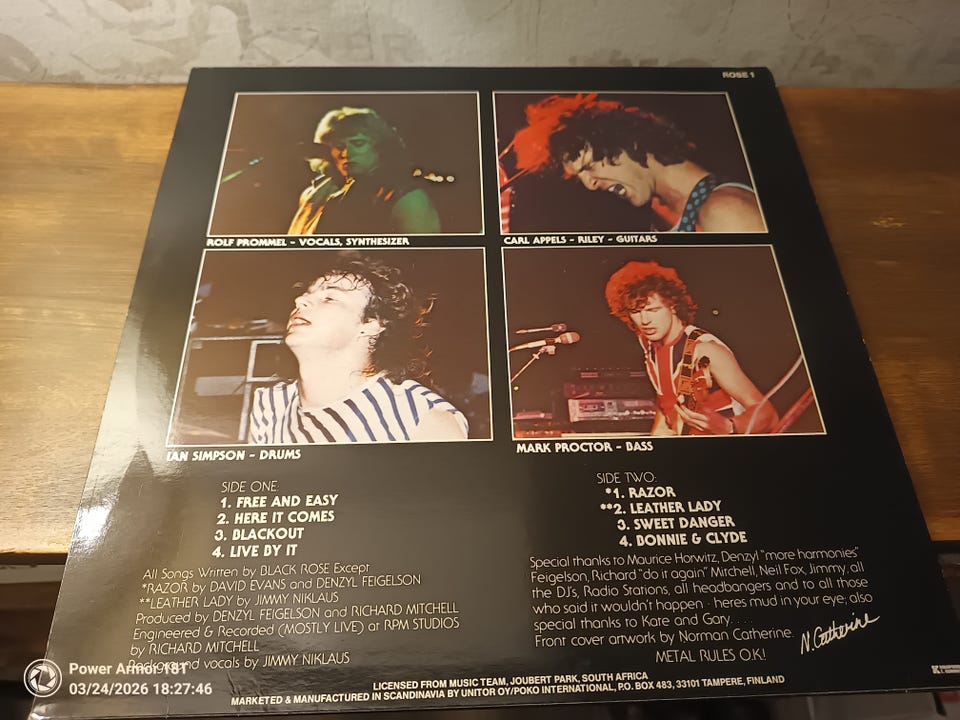 ROSE 1
ROLF PROMMEL - VOCALS, SYNTHESIZER
CARL APPELS - RILEY - GUITARS
IAN SIMPSON - DRUMS
MARK PROCTOR - BASS
SIDE ONE:
1. FREE AND EASY
2. HERE IT COMES
3. BLACKOUT
4. LIVE BY IT
SIDE TWO:
*1. RAZOR
**2. LEATHER LADY
3. SWEET DANGER
4. BONNIE & CLYDE
All Songs Written by BLACK ROSE Except
*RAZOR by DAVID EVANS and DENZYL FEIGELSON
**LEATHER LADY by JIMMY NIKLAUS
Produced by DENZYL FEIGELSON and RICHARD MITCHELL
Engineered & Recorded (MOSTLY LIVE) at RPM STUDIOS
by RICHARD MITCHELL
Background vocals by JIMMY NIKLAUS
Special thanks to Maurice Horwitz, Denzyl "more harmonies"
Feigelson, Richard "do it again" Mitchell, Neil Fox, Jimmy, all
the DJ's, Radio Stations, all headbangers and to all those
who said it wouldn't happen - heres mud in your eye; also
special thanks to Kate and Gary. . . .
Front cover artwork by Norman Catherine.
N. Catherine
METAL RULES O.K!
LICENSED FROM MUSIC TEAM, JOUBERT PARK, SOUTH AFRICA
MARKETED & MANUFACTURED IN SCANDINAVIA BY UNITOR OY/POKO INTERNATIONAL, P.O. BOX 483, 33101 TAMPERE, FINLAND
Power Armor 18T
03/24/2026 18:27:46